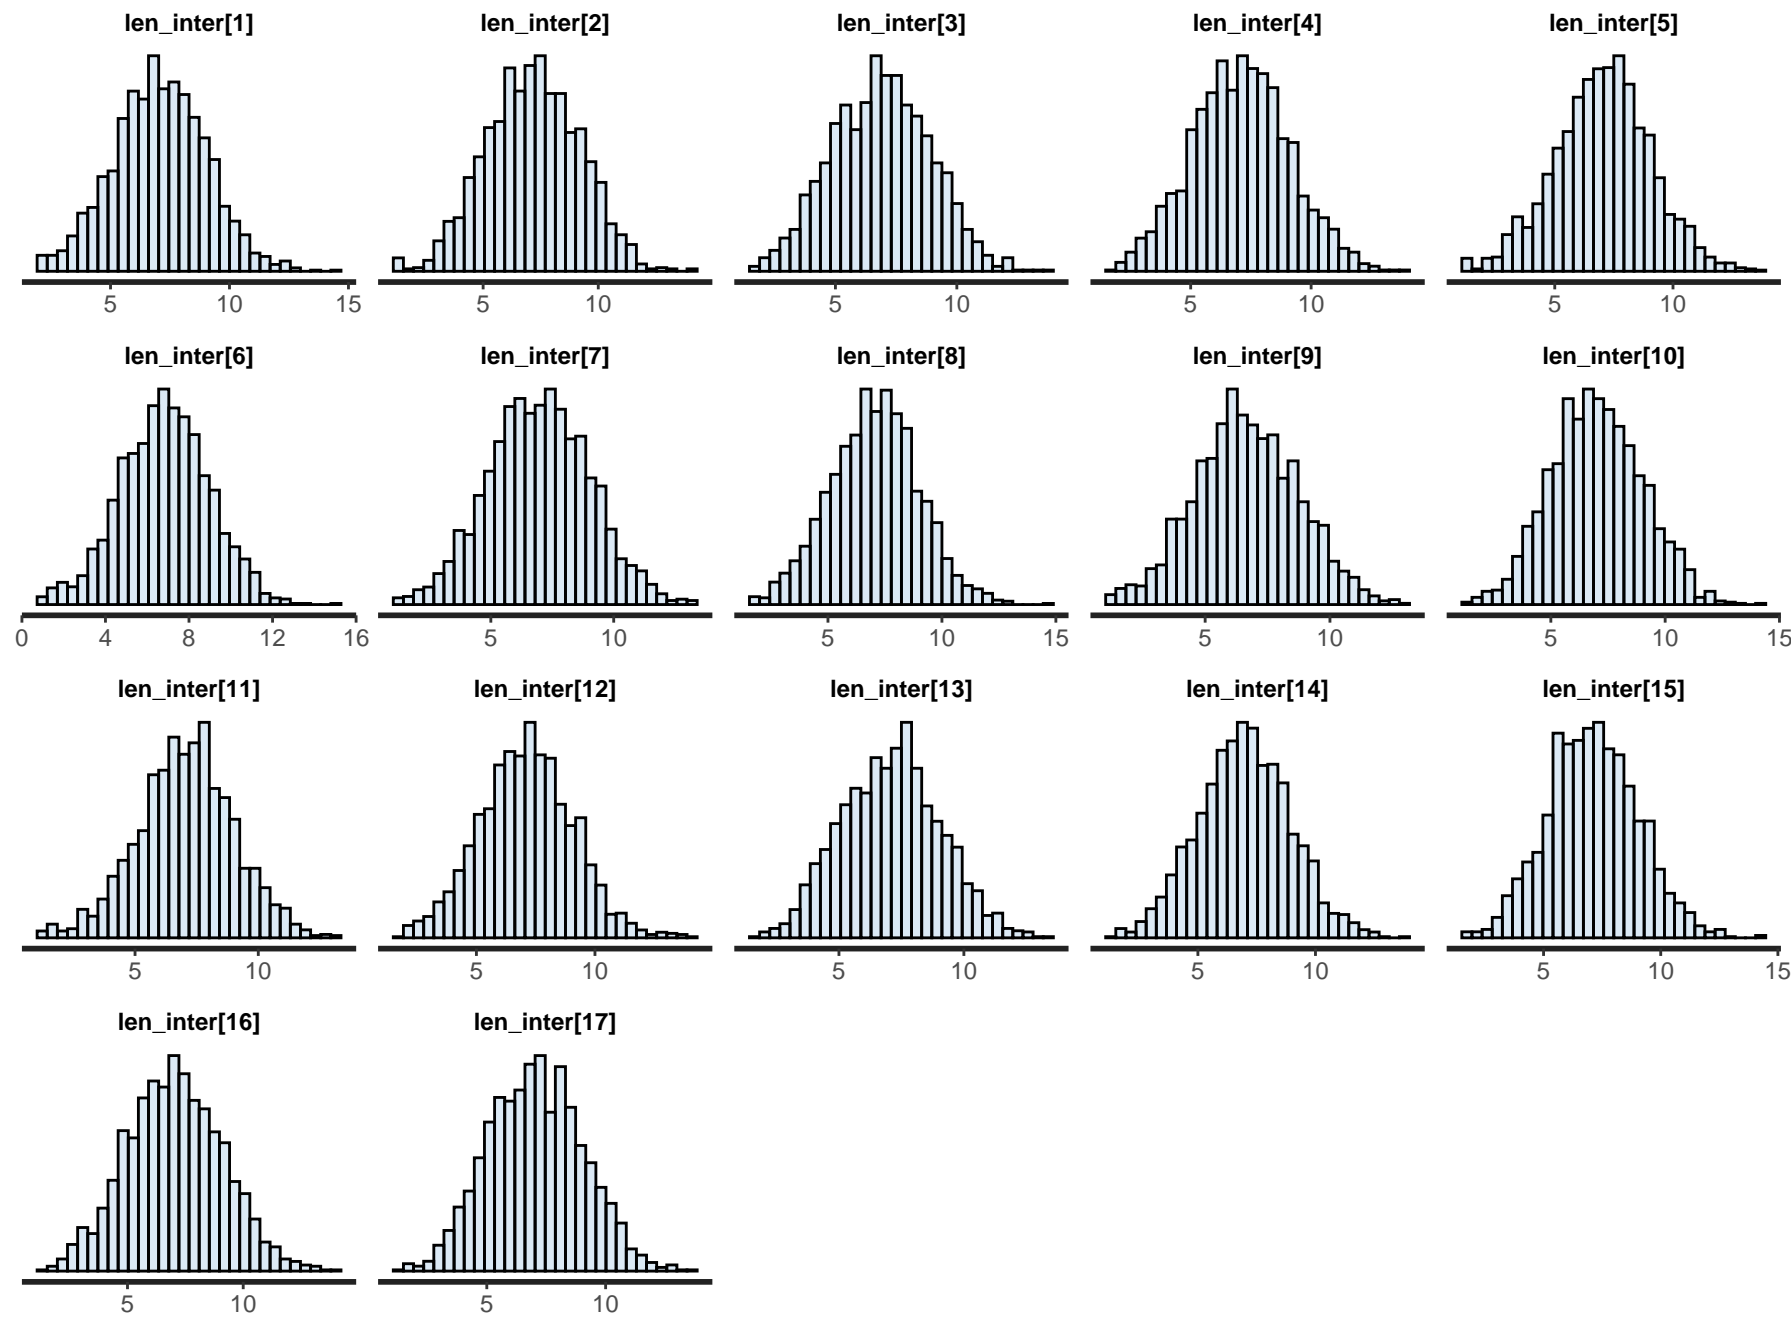 len_inter[1] len_inter[2] len_inter[3] len_inter[4] len_inter[5]
5 10 15 5 10 5 10 5 10 5 10
len_inter[6] len_inter[7] len_inter[8] len_inter[9] len_inter[10]
0 4 8 12 16 5 10 5 10 15 5 10 5 10 15
len_inter[11] len_inter[12] len_inter[13] len_inter[14] len_inter[15]
5 10 5 10 5 10 5 10 5 10 15
len_inter[16] len_inter[17]
5 10 5 10